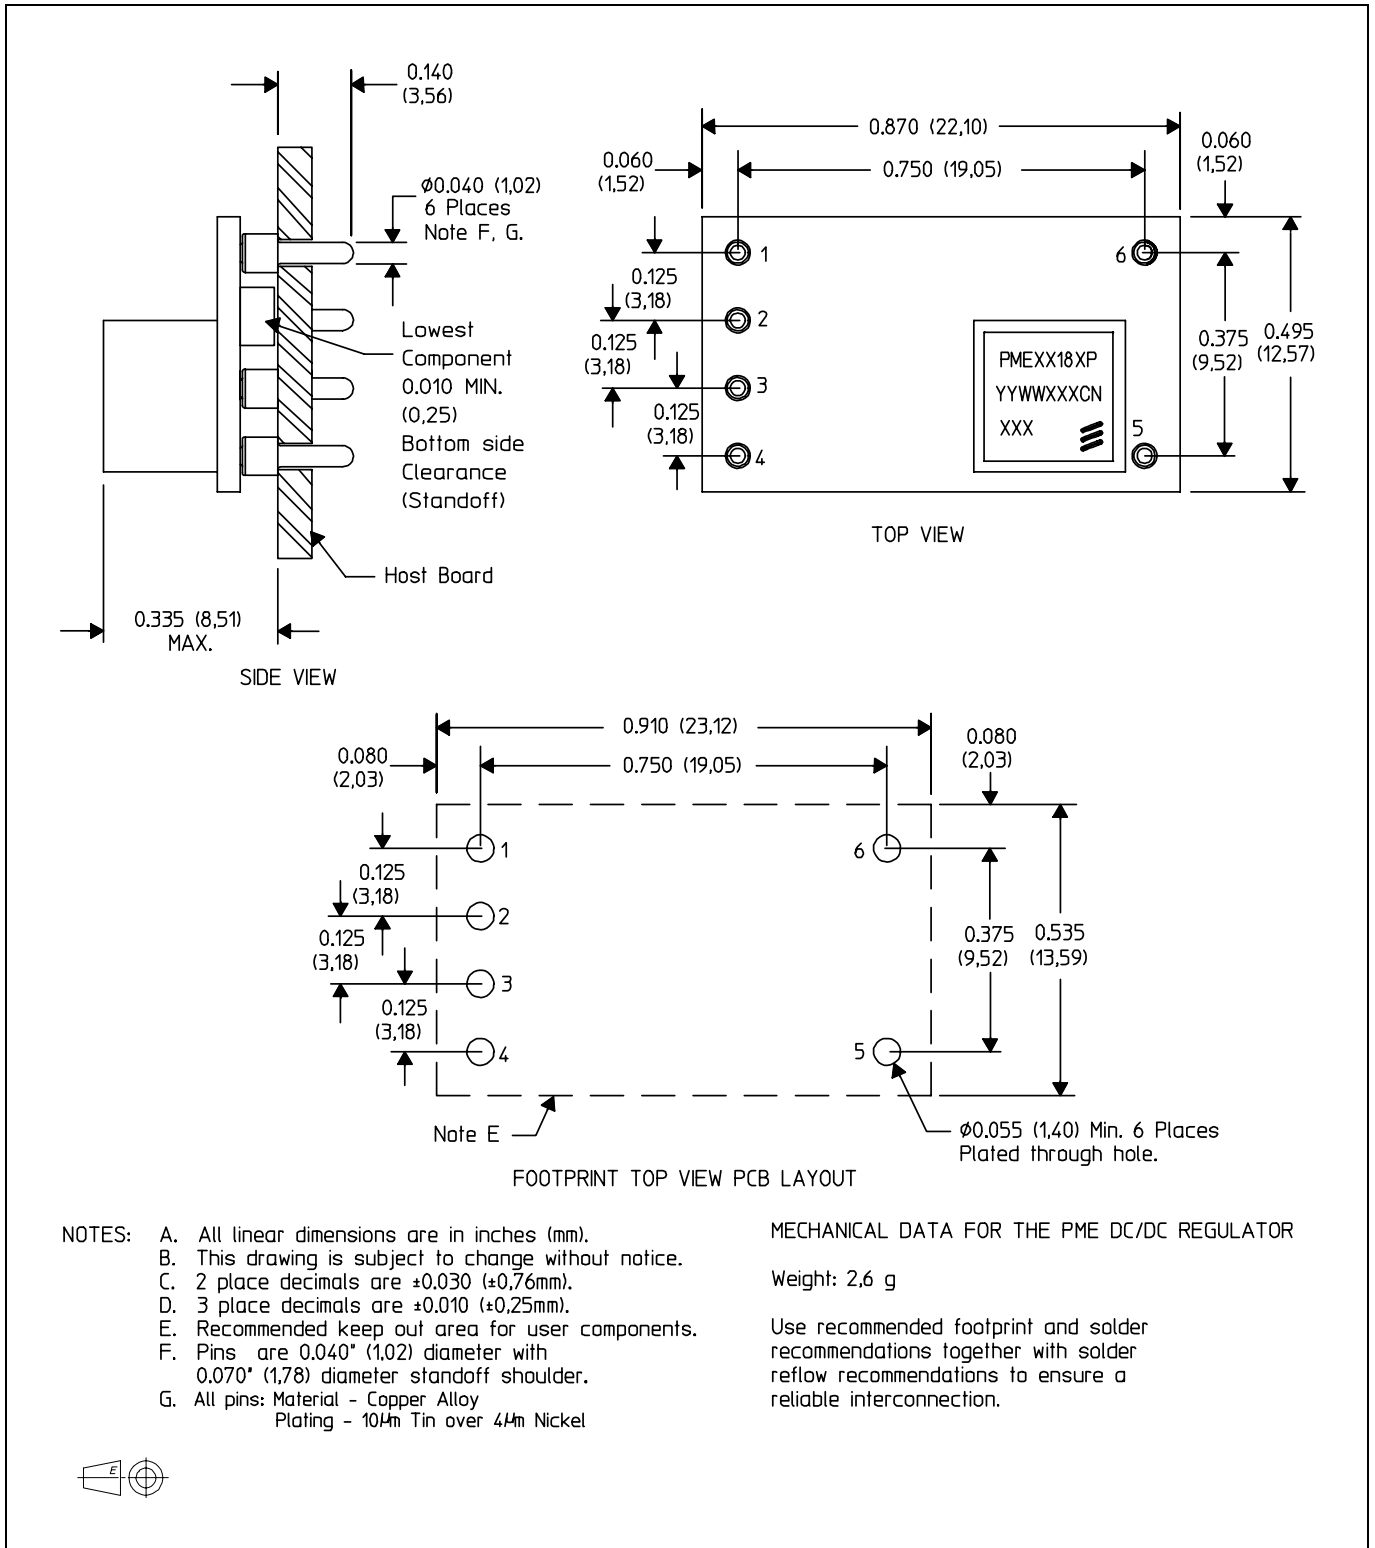 0.140
(3,56)
Ø0.040 (1,02)
6 Places
Note F, G.
Lowest
Component
0.010 MIN.
(0,25)
Bottom side
Clearance
(Standoff)
Host Board
0.335 (8,51)
MAX.
SIDE VIEW
0.870 (22,10)
0.060
(1,52)
0.750 (19,05)
0.060
(1,52)
1
6
0.125
(3,18)
2
0.125
(3,18)
3
0.125
(3,18)
4
5
PMEXX18XP
YYWWXXXCN
XXX
0.375
(9,52)
0.495
(12,57)
TOP VIEW
0.910 (23,12)
0.080
(2,03)
0.750 (19,05)
0.080
(2,03)
1
6
0.125
(3,18)
2
0.125
(3,18)
3
0.125
(3,18)
4
5
0.375
(9,52)
0.535
(13,59)
Note E
Ø0.055 (1,40) Min. 6 Places
Plated through hole.
FOOTPRINT TOP VIEW PCB LAYOUT
NOTES: A. All linear dimensions are in inches (mm).
B. This drawing is subject to change without notice.
C. 2 place decimals are ±0.030 (±0,76mm).
D. 3 place decimals are ±0.010 (±0,25mm).
E. Recommended keep out area for user components.
F. Pins are 0.040" (1,02) diameter with
0.070" (1,78) diameter standoff shoulder.
G. All pins: Material - Copper Alloy
Plating - 10µm Tin over 4µm Nickel
MECHANICAL DATA FOR THE PME DC/DC REGULATOR
Weight: 2,6 g
Use recommended footprint and solder
recommendations together with solder
reflow recommendations to ensure a
reliable interconnection.
E